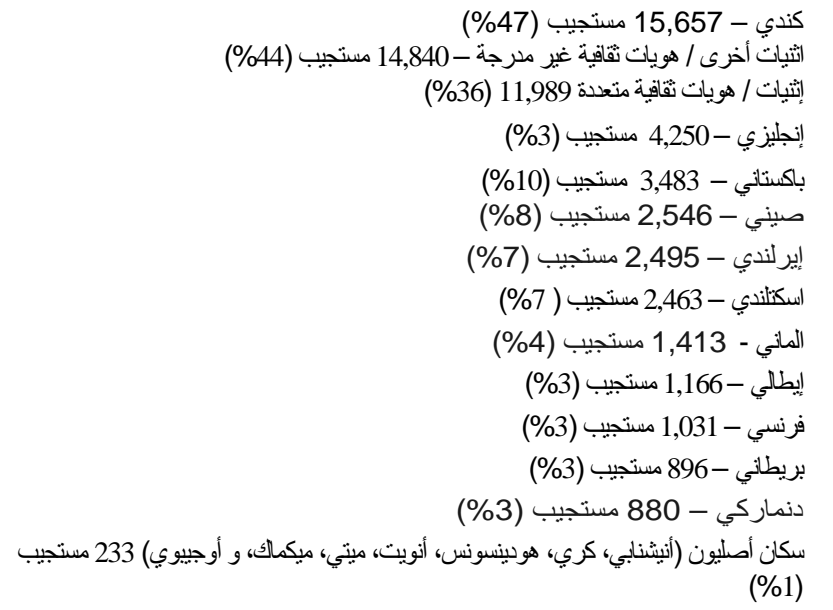 كندي – 15,657 مستجيب (47%)
اثنيات أخرى / هويات ثقافية غير مدرجة – 14,840 مستجيب (44%)
إثنيات / هويات ثقافية متعددة 11,989 (36%)
إنجليزي – 4,250 مستجيب (3%)
باكستاني – 3,483 مستجيب (10%)
صيني – 2,546 مستجيب (8%)
إيرلندي – 2,495 مستجيب (7%)
اسكتلندي – 2,463 مستجيب ( 7%)
الماني - 1,413 مستجيب (4%)
إيطالي – 1,166 مستجيب (3%)
فرنسي – 1,031 مستجيب (3%)
بريطاني – 896 مستجيب (3%)
دنماركي – 880 مستجيب (3%)
سكان أصليون (أنيشنابي، كري، هودينسونس، أنويت، ميتي، ميكماك، و أوجيبوي) 233 مستجيب
(1%)